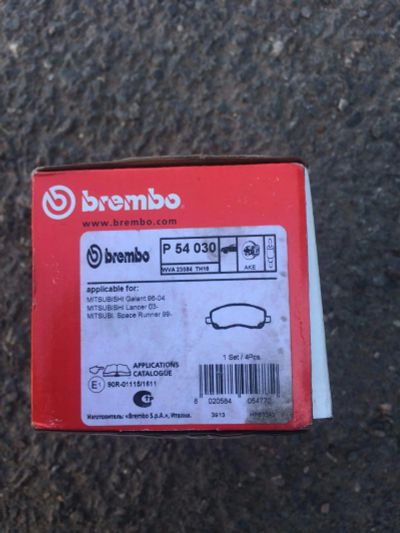 brembo
www.brembo.com
brembo
P 54 030
WVA 23584 TH16
AKE
applicable for:
MITSUBISHI Galant 96-04
MITSUBISHI Lancer 03-
MITSUBI. Space Runner 99-
1 Set / 4Pcs.
APPLICATIONS
CATALOGUE
E1
90R-01115/1611
8 020584 054772
Изготовитель: «Brembo S.p.A.», Италия.
3913